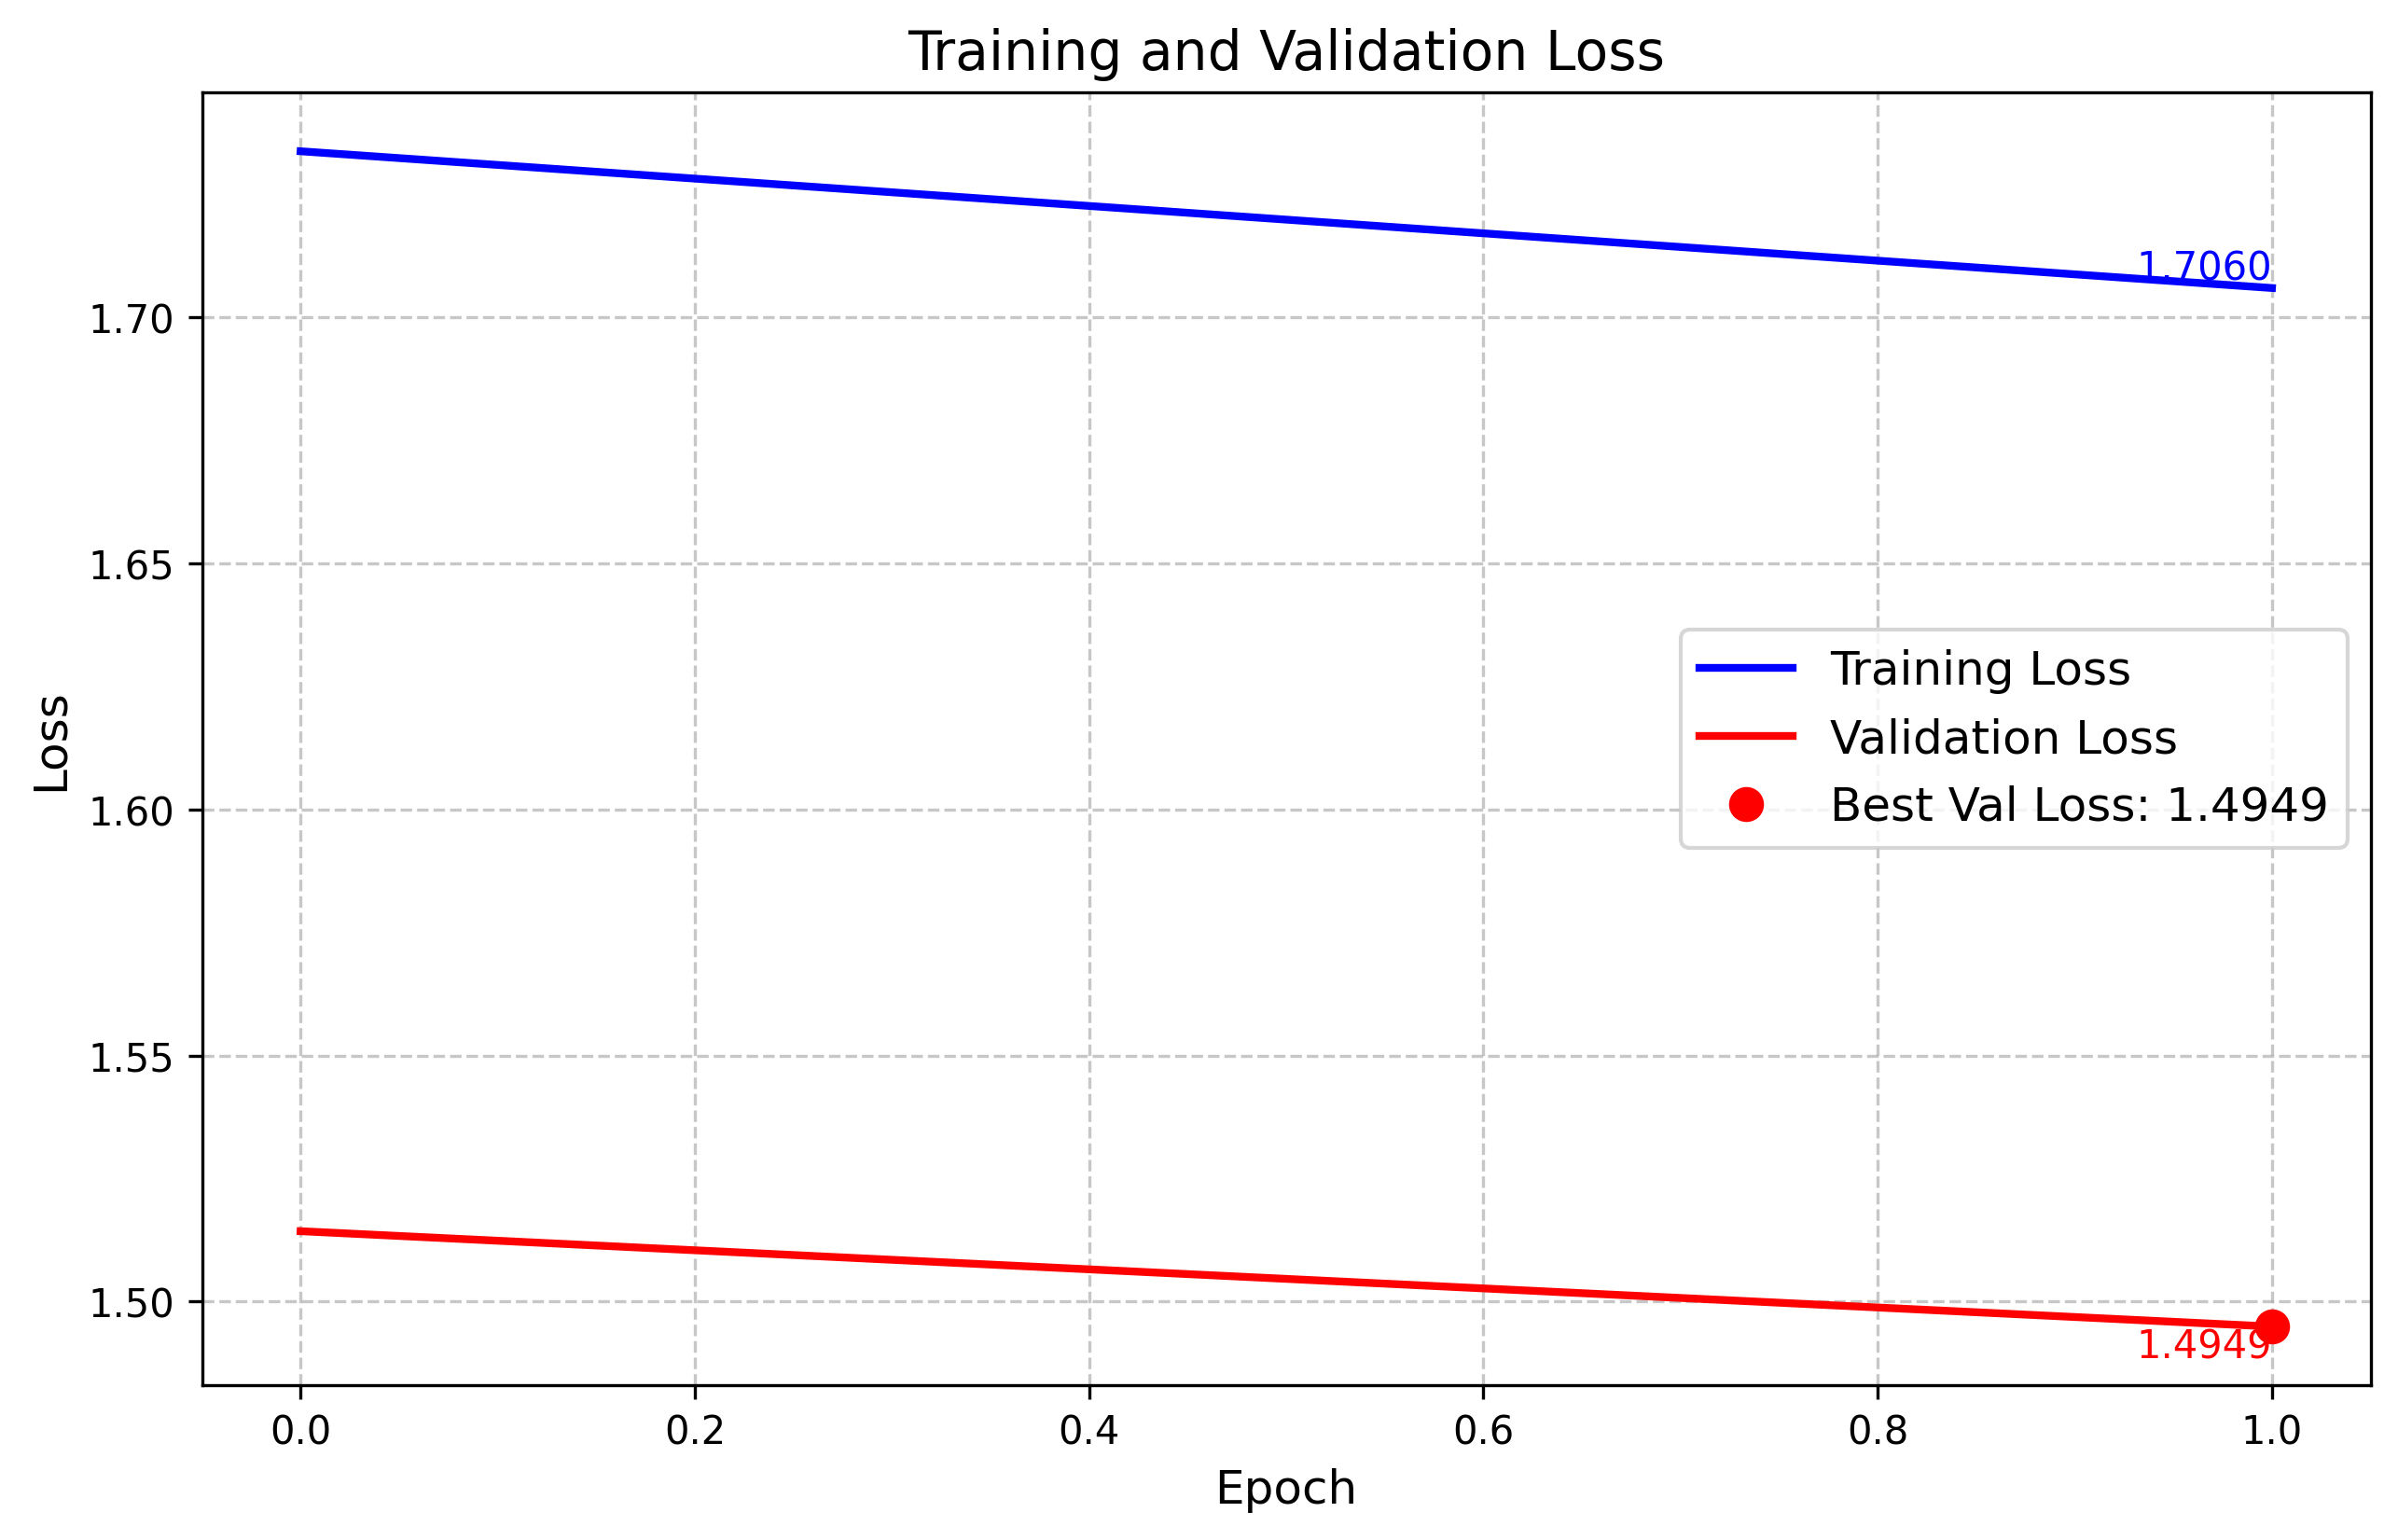 Training and Validation Loss
1.7060
1.70
1.65
Training Loss
Validation Loss
Best Val Loss: 1.4949
1.60
1.55
1.50
1.4949
Loss
0.0 0.2 0.4 0.6 0.8 1.0
Epoch